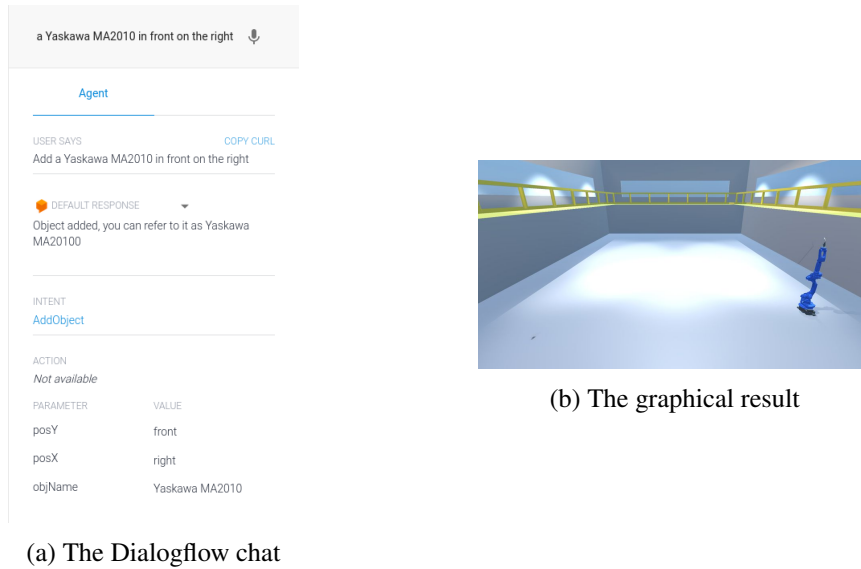 a Yaskawa MA2010 in front on the right
Agent
USER SAYS COPY CURL
Add a Yaskawa MA2010 in front on the right
DEFAULT RESPONSE
Object added, you can refer to it as Yaskawa
MA20100
INTENT
AddObject
ACTION
Not available
PARAMETER VALUE
posY front
posX right
objName Yaskawa MA2010
(a) The Dialogflow chat
(b) The graphical result